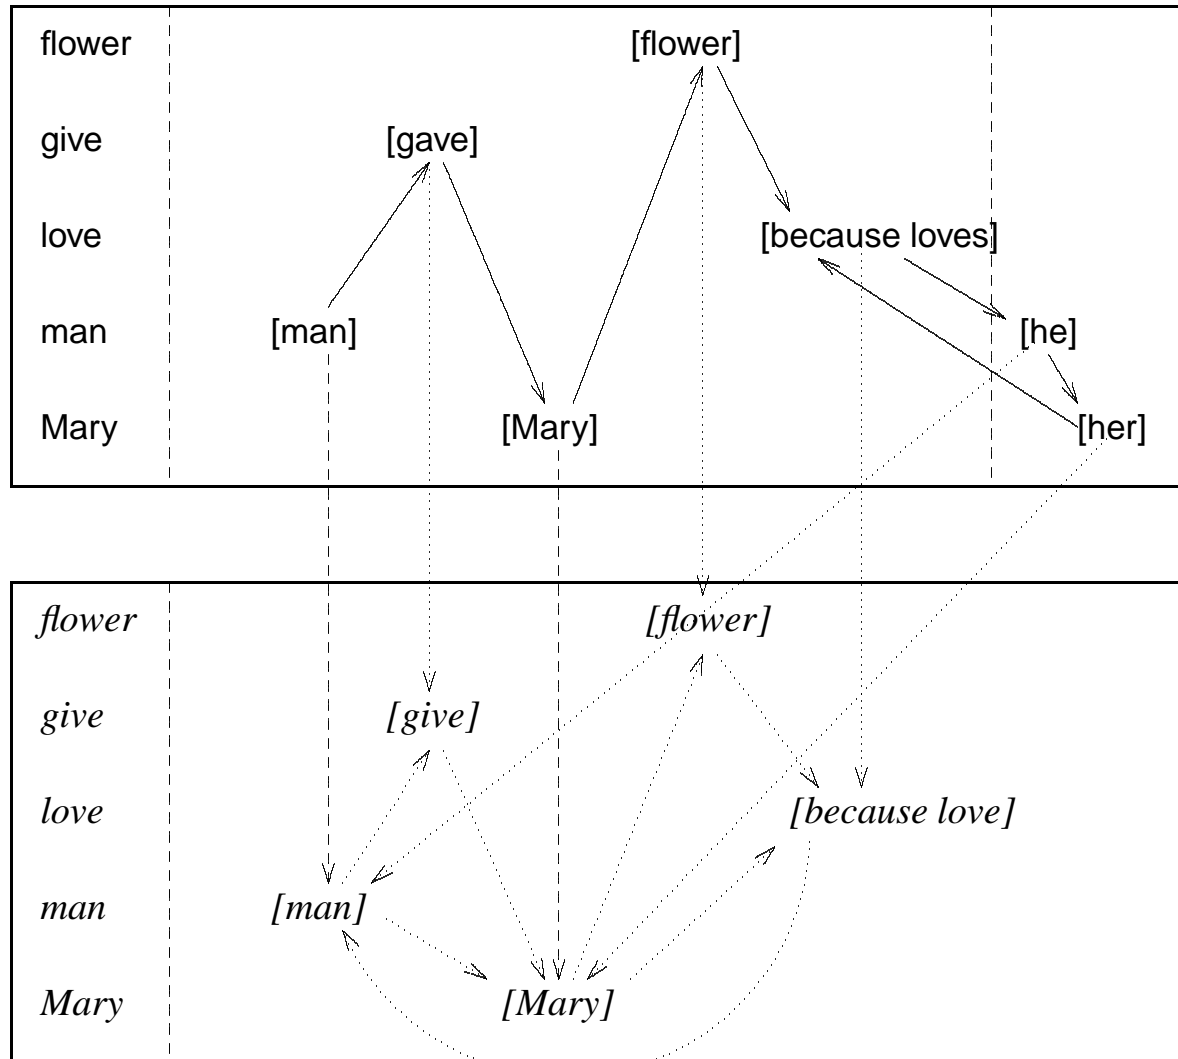 flower [flower]
give [gave]
love [because loves]
man [man] [he]
Mary [Mary] [her]
flower [flower]
give [give]
love [because love]
man [man]
Mary [Mary]